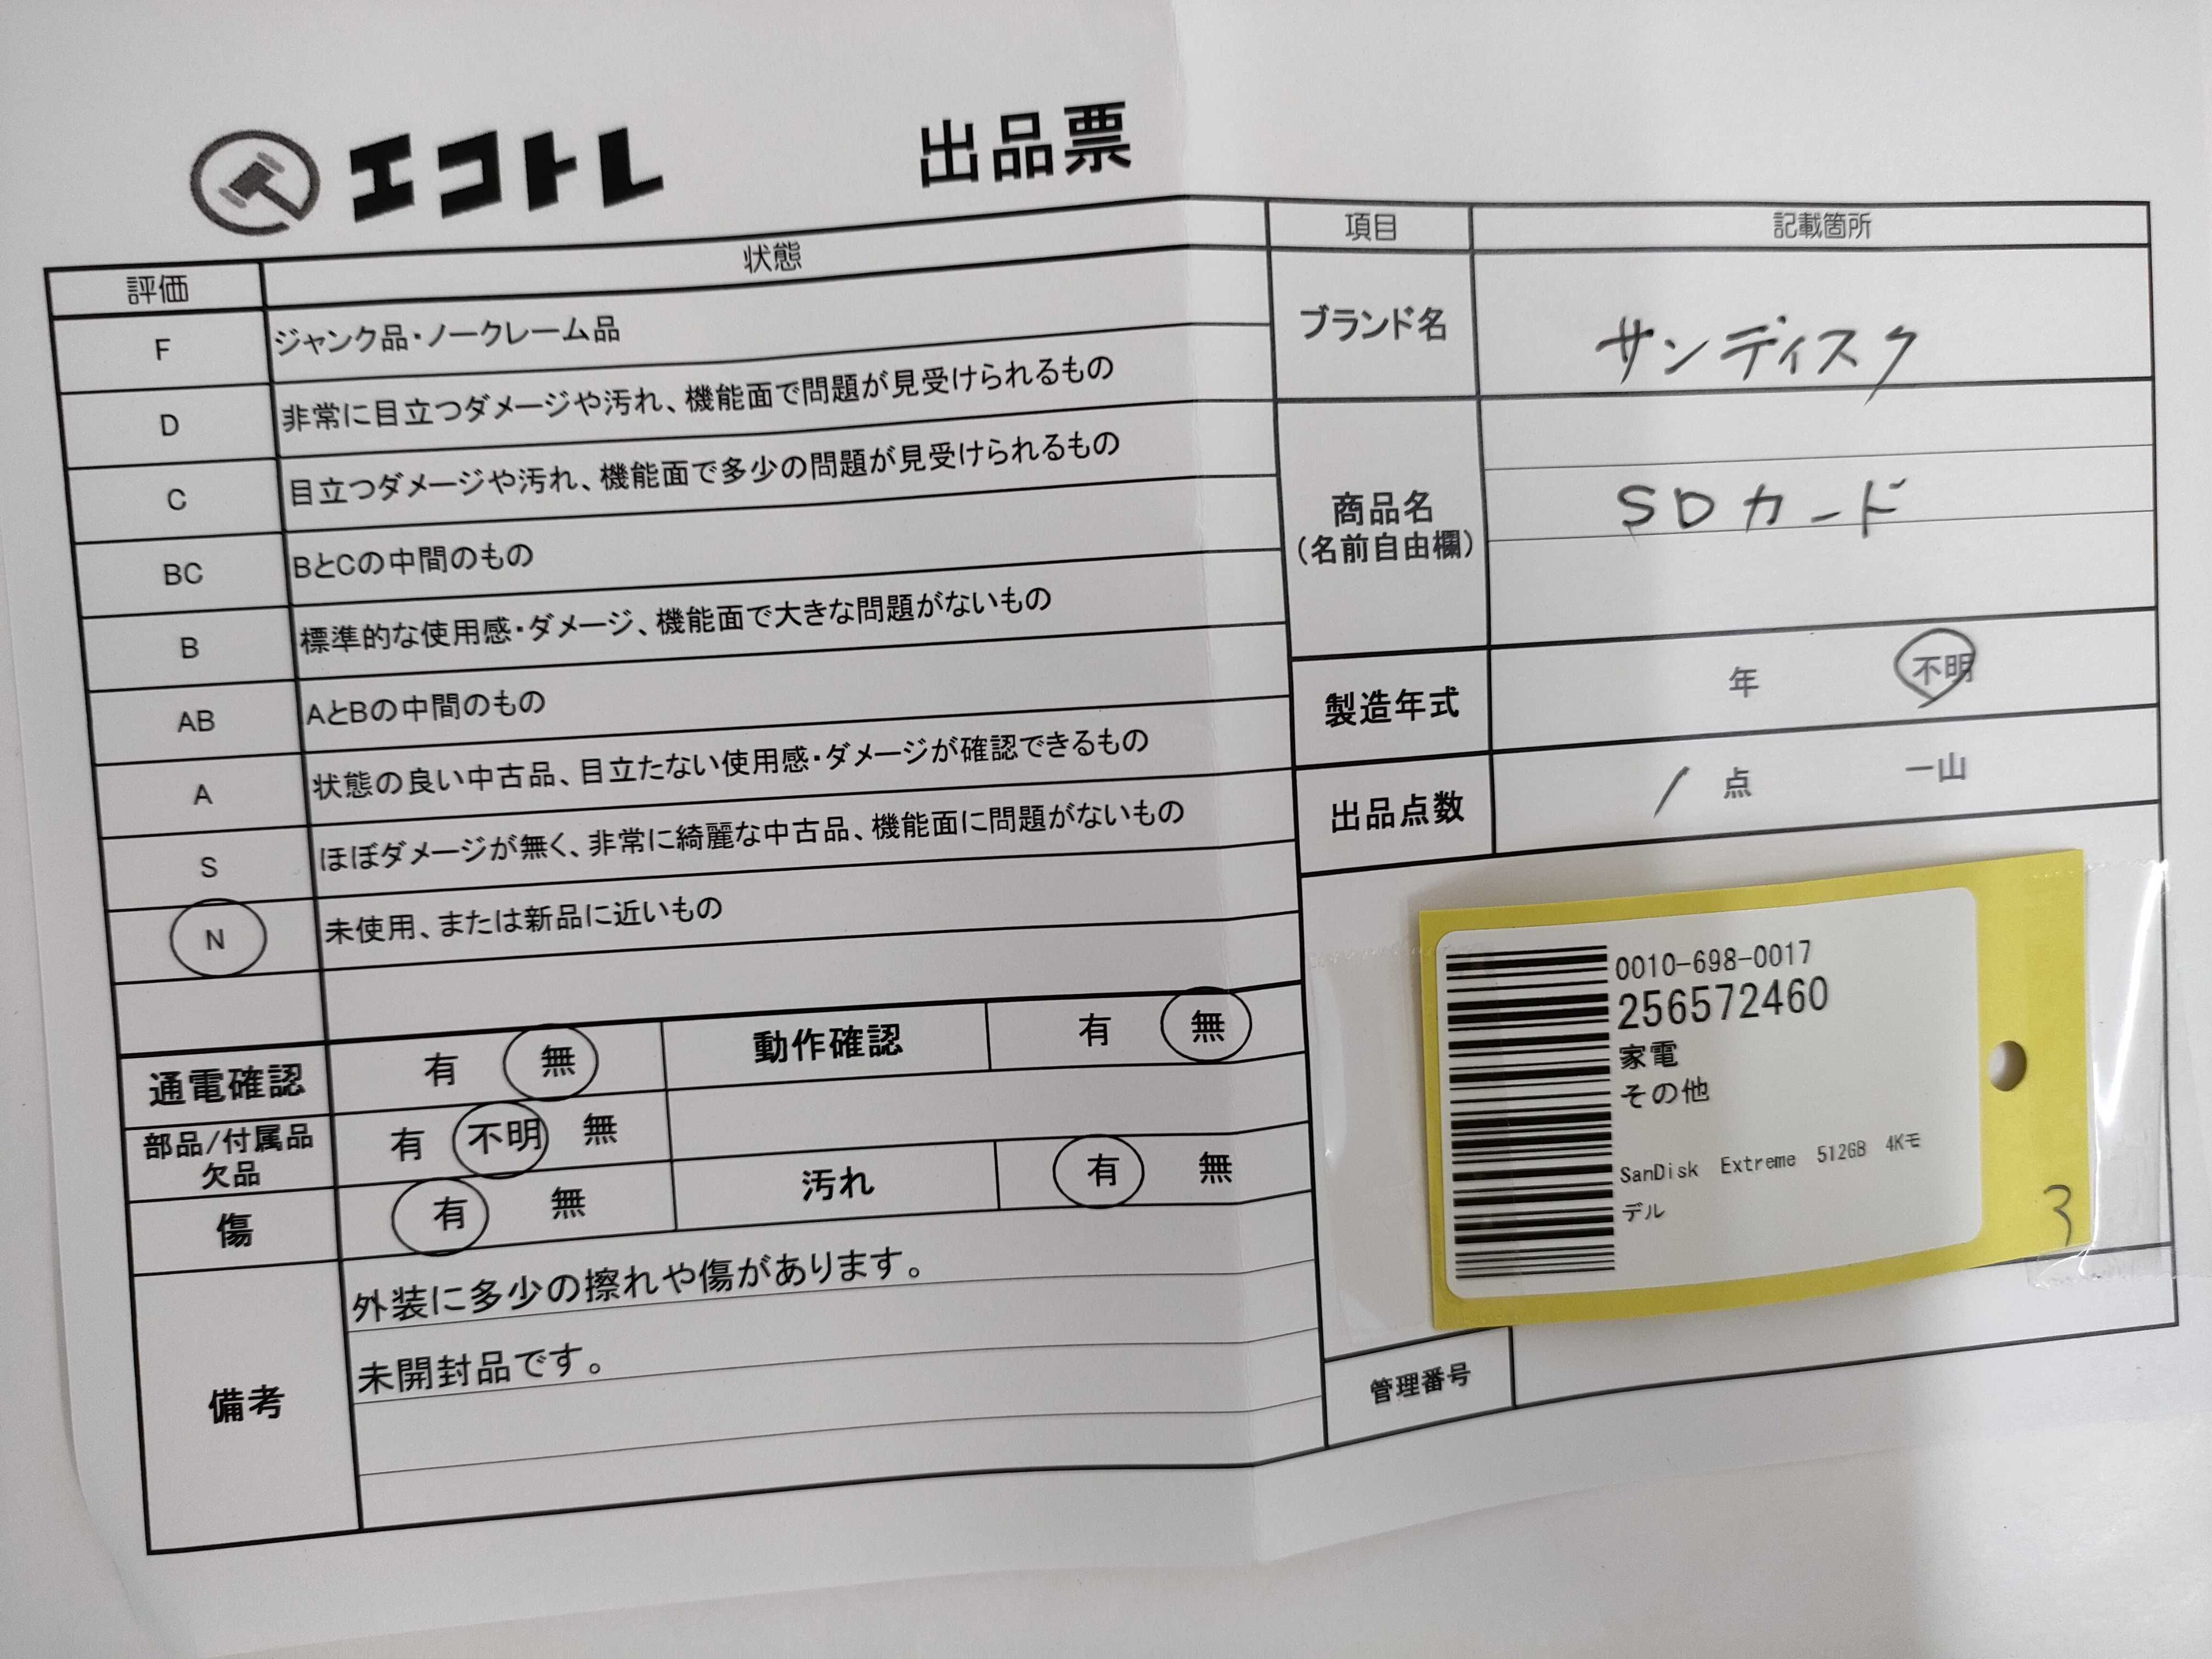 エコトレ 出品票
評価 状態
F ジャンク品・ノークレーム品
D 非常に目立つダメージや汚れ、機能面で問題が見受けられるもの
C 目立つダメージや汚れ、機能面で多少の問題が見受けられるもの
BC BとCの中間のもの
B 標準的な使用感・ダメージ、機能面で大きな問題がないもの
AB AとBの中間のもの
A 状態の良い中古品、目立たない使用感・ダメージが確認できるもの
S ほぼダメージが無く、非常に綺麗な中古品、機能面に問題がないもの
N 未使用、または新品に近いもの
通電確認 有 無 動作確認 有 無
部品/付属品
欠品 有 不明 無
傷 有 無 汚れ 有 無
備考
外装に多少の擦れや傷があります。
未開封品です。
項目 記載箇所
ブランド名 サンディスク
商品名
(名前自由欄)
SDカード
製造年式 年 不明
出品点数 1 点 一山
0010-698-0017
256572460
家電
その他
SanDisk Extreme 512GB 4Kモ
デル
3
管理番号